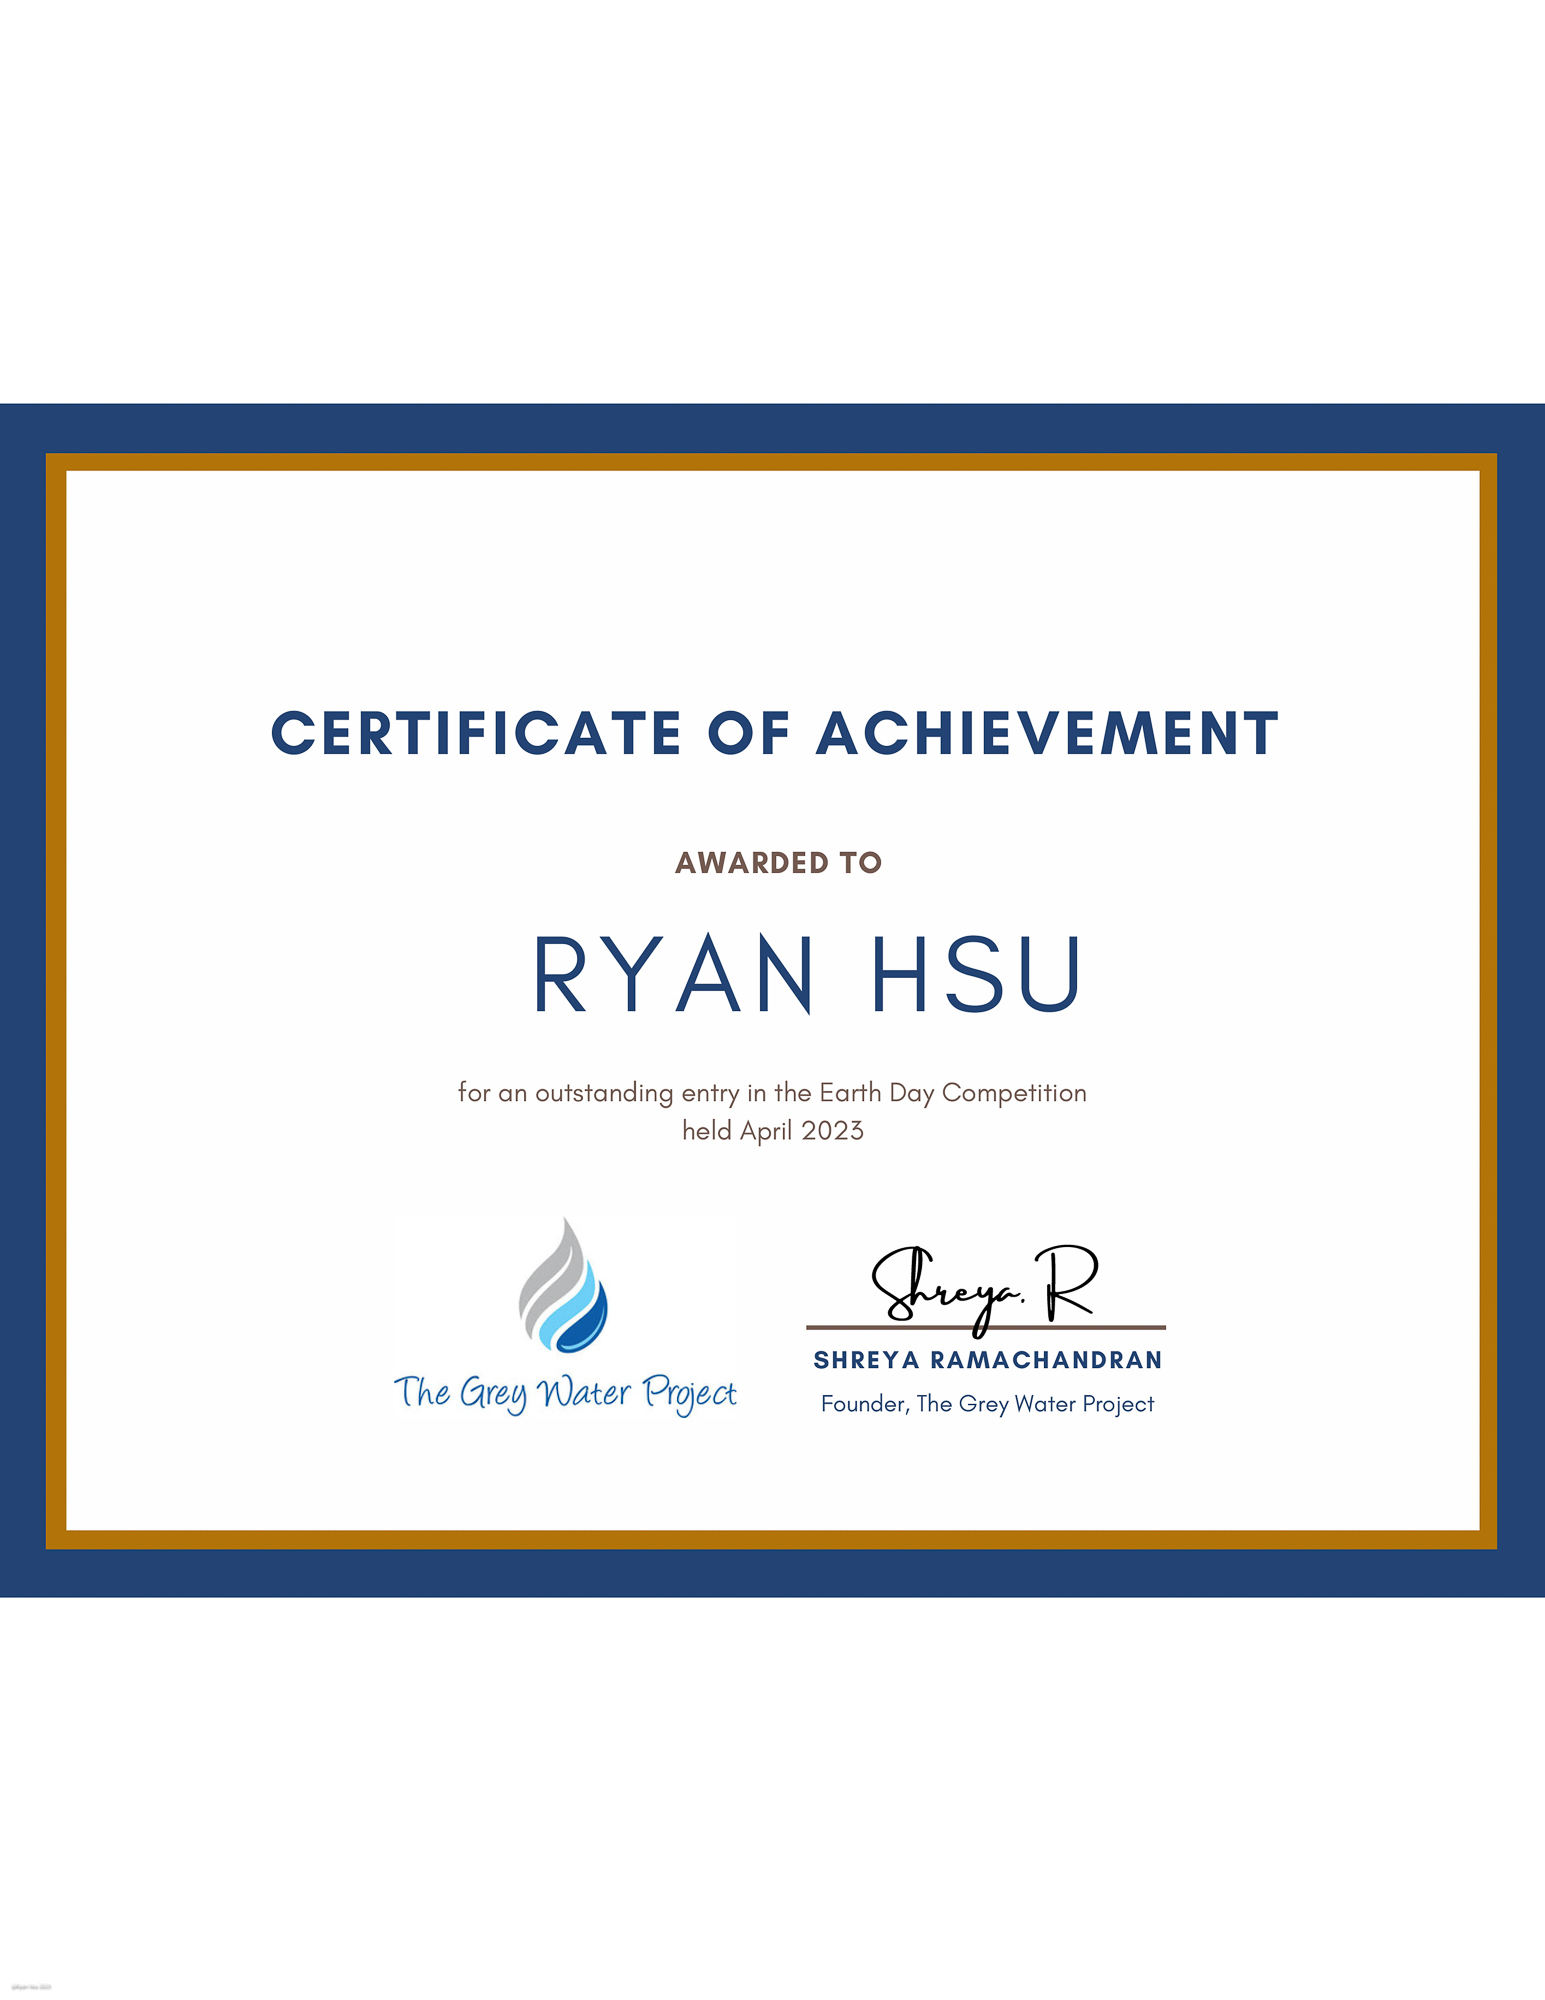 CERTIFICATE OF ACHIEVEMENT
AWARDED TO
RYAN HSU
for an outstanding entry in the Earth Day Competition
held April 2023
Shreya. R
The Grey Water Project
SHREYA RAMACHANDRAN
Founder, The Grey Water Project